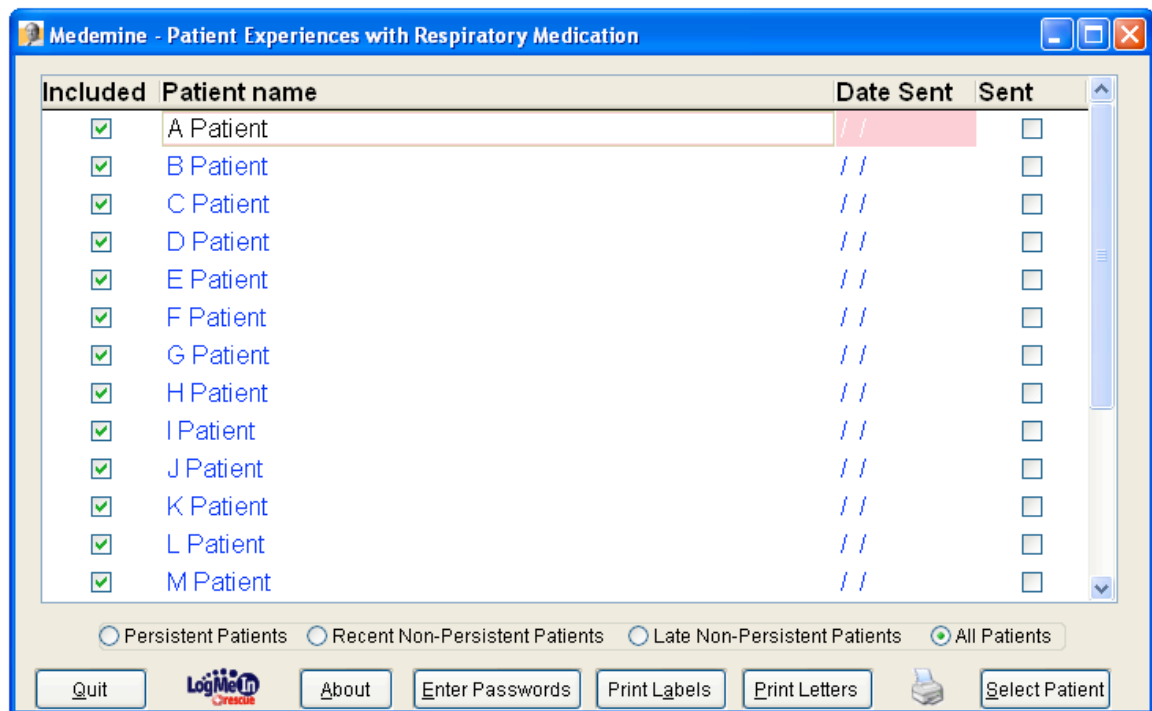 Medemine - Patient Experiences with Respiratory Medication
Included Patient name Date Sent Sent
A Patient / /
B Patient / /
C Patient / /
D Patient / /
E Patient / /
F Patient / /
G Patient / /
H Patient / /
I Patient / /
J Patient / /
K Patient / /
L Patient / /
M Patient / /
Persistent Patients Recent Non-Persistent Patients Late Non-Persistent Patients All Patients
Quit LogMeIn rescue About Enter Passwords Print Labels Print Letters Select Patient